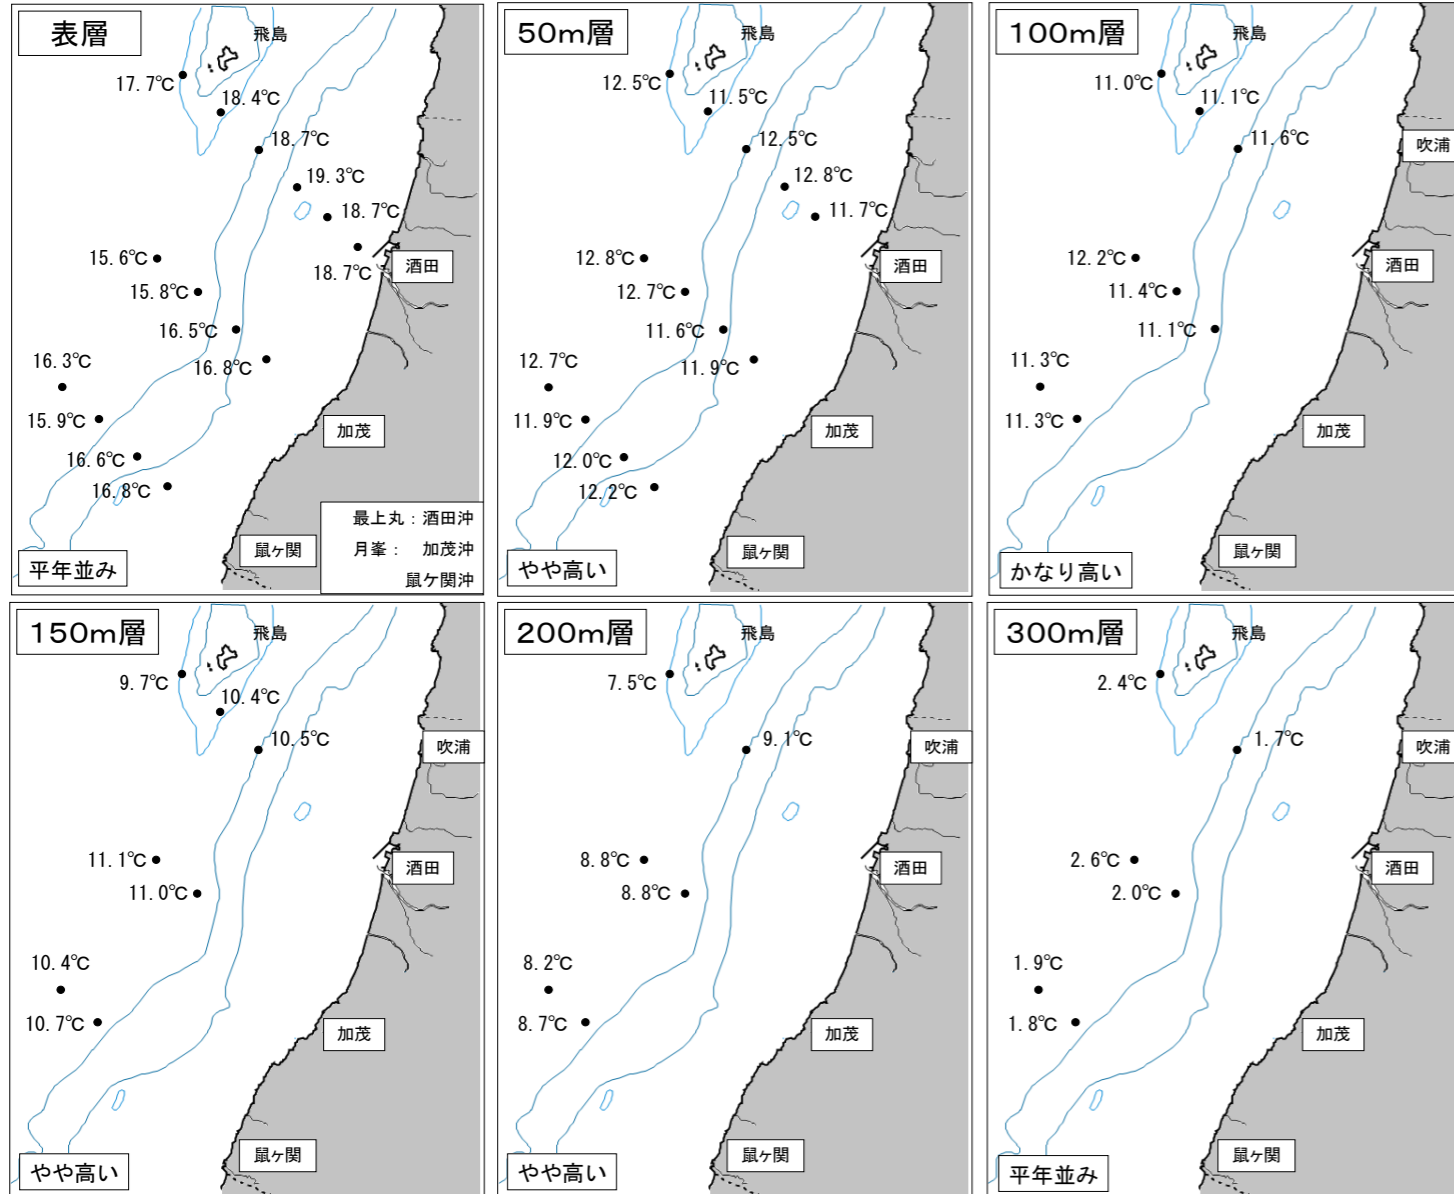 表層
飛島
17.7℃
18.4℃
18.7℃
19.3℃
18.7℃
18.7℃
酒田
15.6℃
15.8℃
16.5℃
16.8℃
16.3℃
15.9℃
16.6℃
16.8℃
加茂
最上丸：酒田沖
月峯：　加茂沖
鼠ケ関沖
鼠ヶ関
平年並み
50m層
飛島
12.5℃
11.5℃
12.5℃
12.8℃
11.7℃
酒田
12.8℃
12.7℃
11.6℃
11.9℃
12.7℃
11.9℃
12.0℃
12.2℃
加茂
鼠ヶ関
やや高い
100m層
飛島
11.0℃
11.1℃
11.6℃
吹浦
酒田
12.2℃
11.4℃
11.1℃
11.3℃
11.3℃
加茂
鼠ヶ関
かなり高い
150m層
飛島
9.7℃
10.4℃
10.5℃
吹浦
11.1℃
11.0℃
酒田
10.4℃
10.7℃
加茂
鼠ヶ関
やや高い
200m層
飛島
7.5℃
9.1℃
吹浦
8.8℃
8.8℃
酒田
8.2℃
8.7℃
加茂
鼠ヶ関
やや高い
300m層
飛島
2.4℃
1.7℃
吹浦
2.6℃
2.0℃
酒田
1.9℃
1.8℃
加茂
鼠ヶ関
平年並み